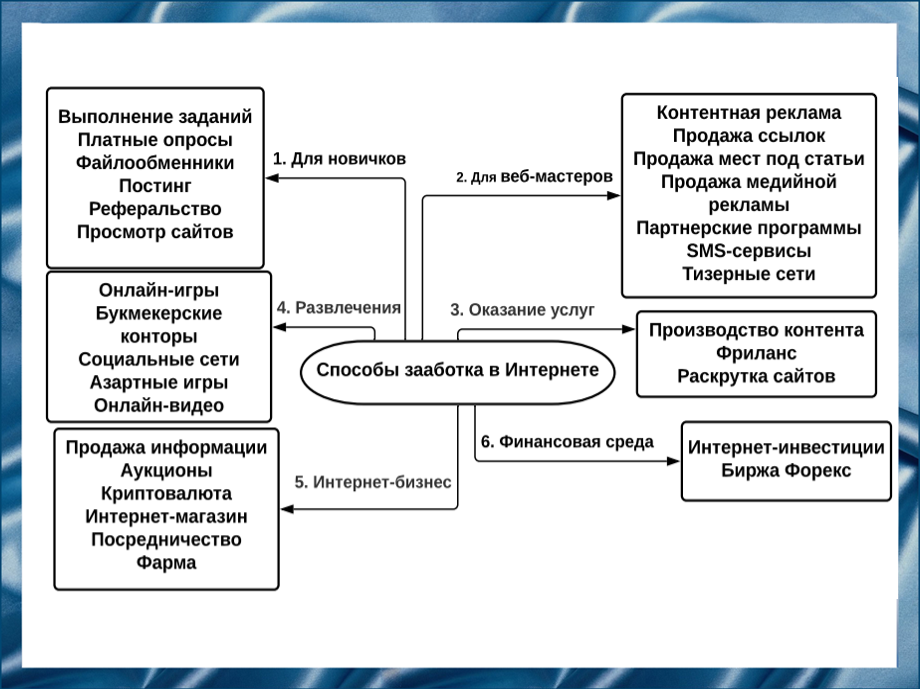 1. Для новичков
Выполнение заданий
Платные опросы
Файлообменники
Постинг
Реферальство
Просмотр сайтов
2. Для веб-мастеров
Контентная реклама
Продажа ссылок
Продажа мест под статьи
Продажа медийной
рекламы
Партнерские программы
SMS-сервисы
Тизерные сети
4. Развлечения
Онлайн-игры
Букмекерские
конторы
Социальные сети
Азартные игры
Онлайн-видео
3. Оказание услуг
Производство контента
Фриланс
Раскрутка сайтов
Способы зааботка в Интернете
5. Интернет-бизнес
Продажа информации
Аукционы
Криптовалюта
Интернет-магазин
Посредничество
Фарма
6. Финансовая среда
Интернет-инвестиции
Биржа Форекс